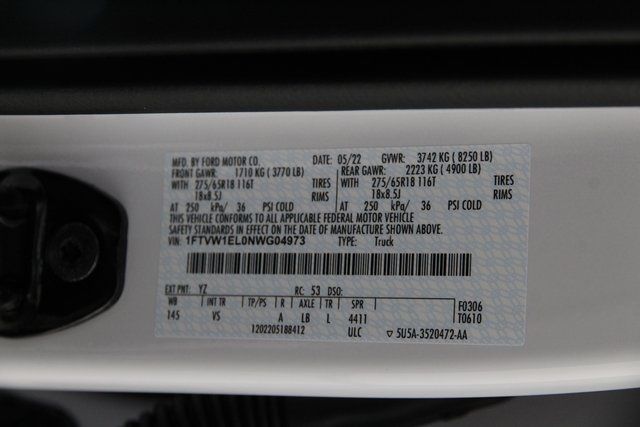 MFD. BY FORD MOTOR CO. DATE: 05/22 GVWR: 3742 KG ( 8250 LB)
FRONT GAWR: 1710 KG ( 3770 LB) REAR GAWR: 2223 KG ( 4900 LB)
WITH 275/65R18 116T TIRES WITH 275/65R18 116T TIRES
18x8.5J RIMS 18x8.5J RIMS
AT 250 kPa/ 36 PSI COLD AT 250 kPa/ 36 PSI COLD
THIS VEHICLE CONFORMS TO ALL APPLICABLE FEDERAL MOTOR VEHICLE
SAFETY STANDARDS IN EFFECT ON THE DATE OF MANUFACTURE SHOWN ABOVE.
VIN: 1FTVW1EL0NWG04973 TYPE: Truck
EXT PNT: YZ RC: 53 DSO: F0306
WB INT TR TP/PS R AXLE TR SPR T0610
145 VS A LB L 4411
1202205188412 ULC ▽ 5U5A-3520472-AA